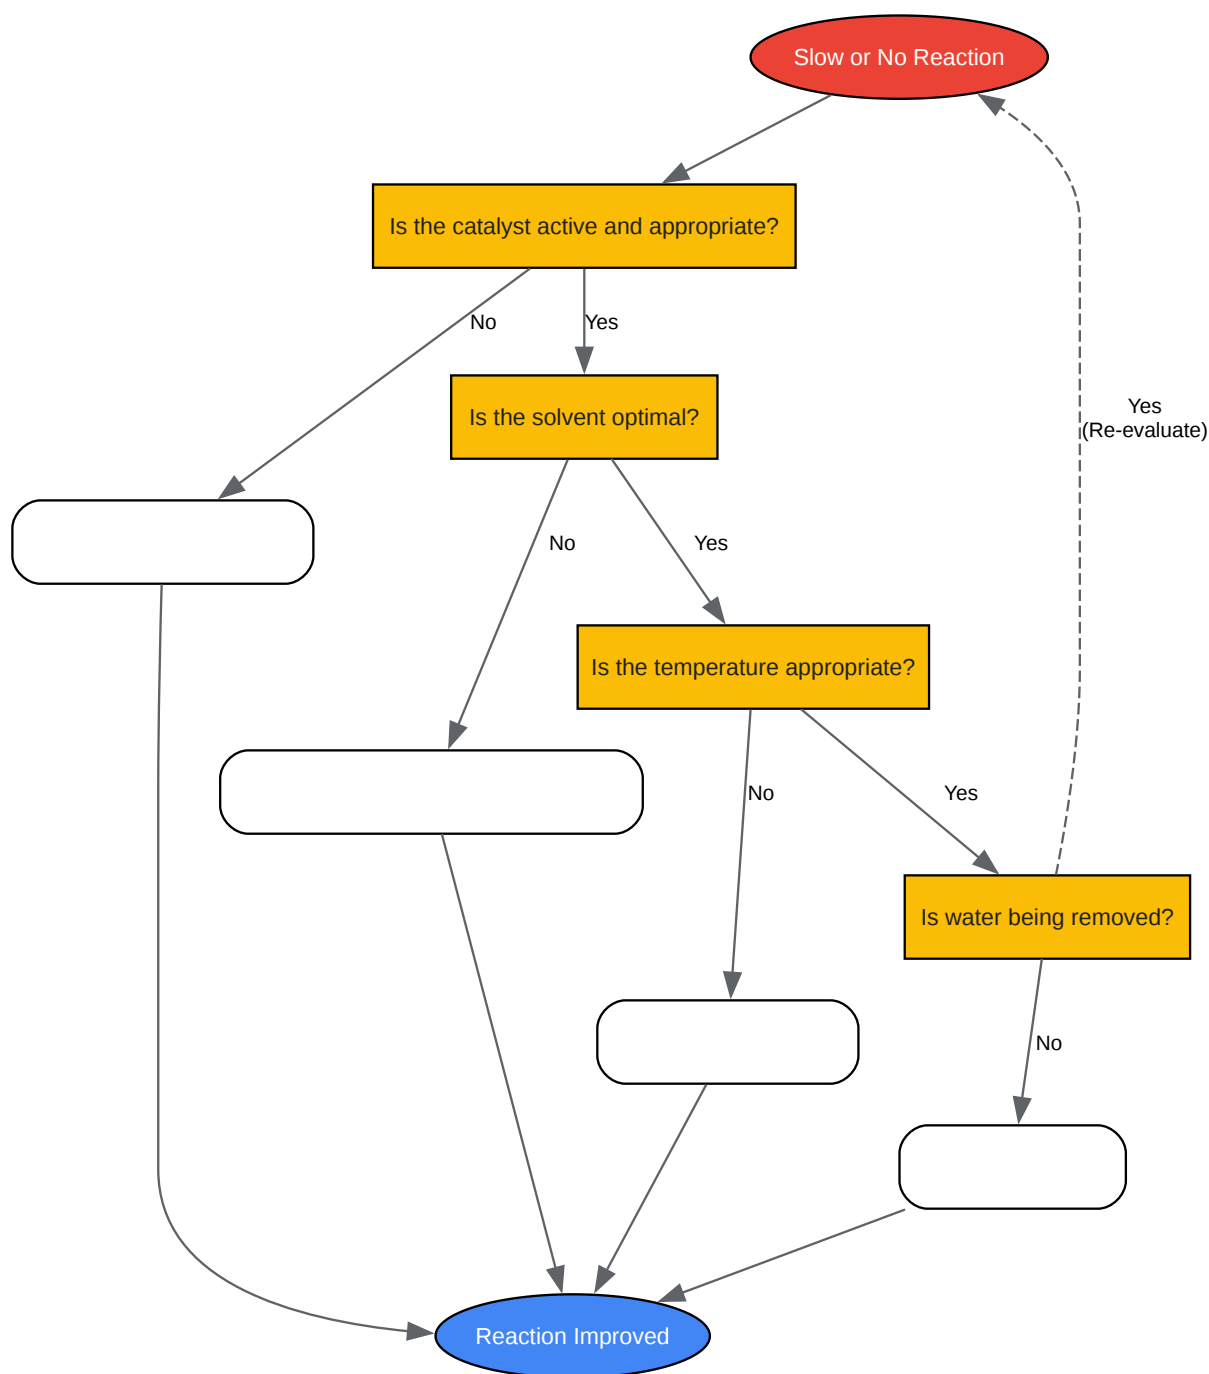 Slow or No Reaction
Is the catalyst active and appropriate?
No
Yes
Is the solvent optimal?
Yes
(Re-evaluate)
No
Yes
Is the temperature appropriate?
No
Yes
Is water being removed?
No
Reaction Improved